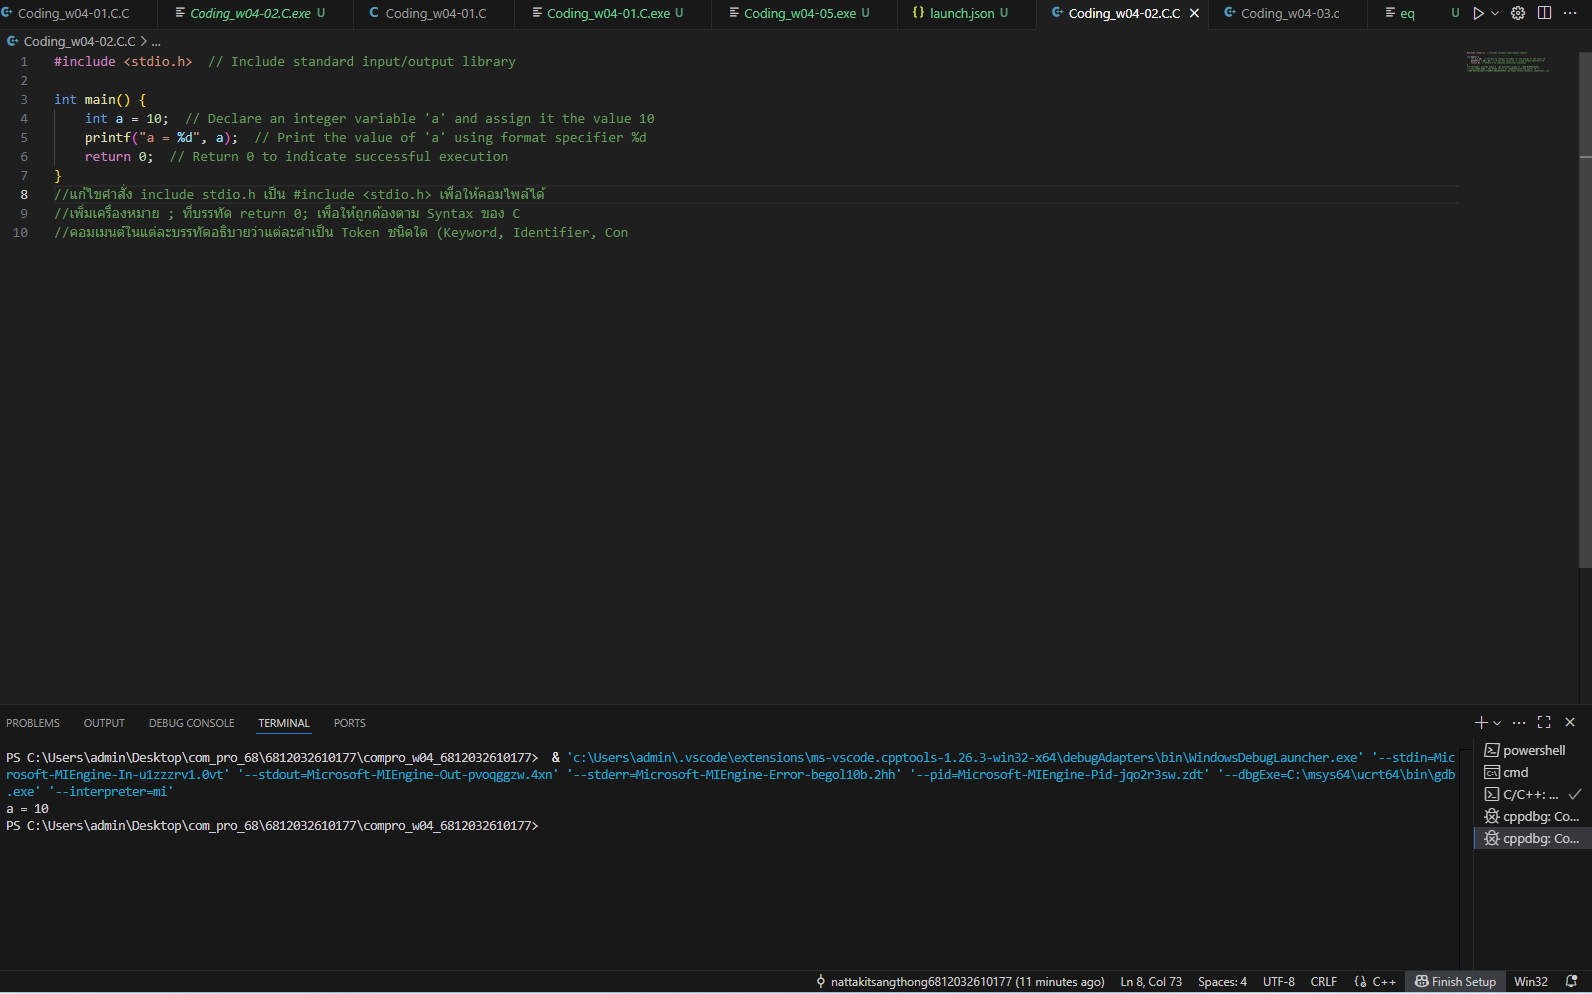 Coding_w04-01.C.C
Coding_w04-02.C.exe U
Coding_w04-01.C
Coding_w04-01.C.exe U
Coding_w04-05.exe U
launch.json U
Coding_w04-02.C.C
Coding_w04-03.c
eq U
Coding_w04-02.C.C > ...
1 #include <stdio.h>  // Include standard input/output library
2
3 int main() {
4     int a = 10;  // Declare an integer variable 'a' and assign it the value 10
5     printf("a = %d", a);  // Print the value of 'a' using format specifier %d
6     return 0;  // Return 0 to indicate successful execution
7 }
8 //แก้ไขคำสั่ง include stdio.h เป็น #include <stdio.h> เพื่อให้คอมไพล์ได้
9 //เพิ่มเครื่องหมาย ; ที่บรรทัด return 0; เพื่อให้ถูกต้องตาม Syntax ของ C
10 //คอมเมนต์ในแต่ละบรรทัดอธิบายว่าแต่ละคำเป็น Token ชนิดใด (Keyword, Identifier, Con
PROBLEMS OUTPUT DEBUG CONSOLE TERMINAL PORTS
PS C:\Users\admin\Desktop\com_pro_68\6812032610177\compro_w04_6812032610177>  & 'c:\Users\admin\.vscode\extensions\ms-vscode.cpptools-1.26.3-win32-x64\debugAdapters\bin\WindowsDebugLauncher.exe' '--stdin=Mic
rosoft-MIEngine-In-u1zzzrv1.0vt' '--stdout=Microsoft-MIEngine-Out-pvoqggzw.4xn' '--stderr=Microsoft-MIEngine-Error-begol10b.2hh' '--pid=Microsoft-MIEngine-Pid-jqo2r3sw.zdt' '--dbgExe=C:\msys64\ucrt64\bin\gdb
.exe' '--interpreter=mi'
a = 10
PS C:\Users\admin\Desktop\com_pro_68\6812032610177\compro_w04_6812032610177>
powershell
cmd
C/C++: ...
cppdbg: Co...
cppdbg: Co...
nattakitsangthong6812032610177 (11 minutes ago) Ln 8, Col 73 Spaces: 4 UTF-8 CRLF C++ Finish Setup Win32